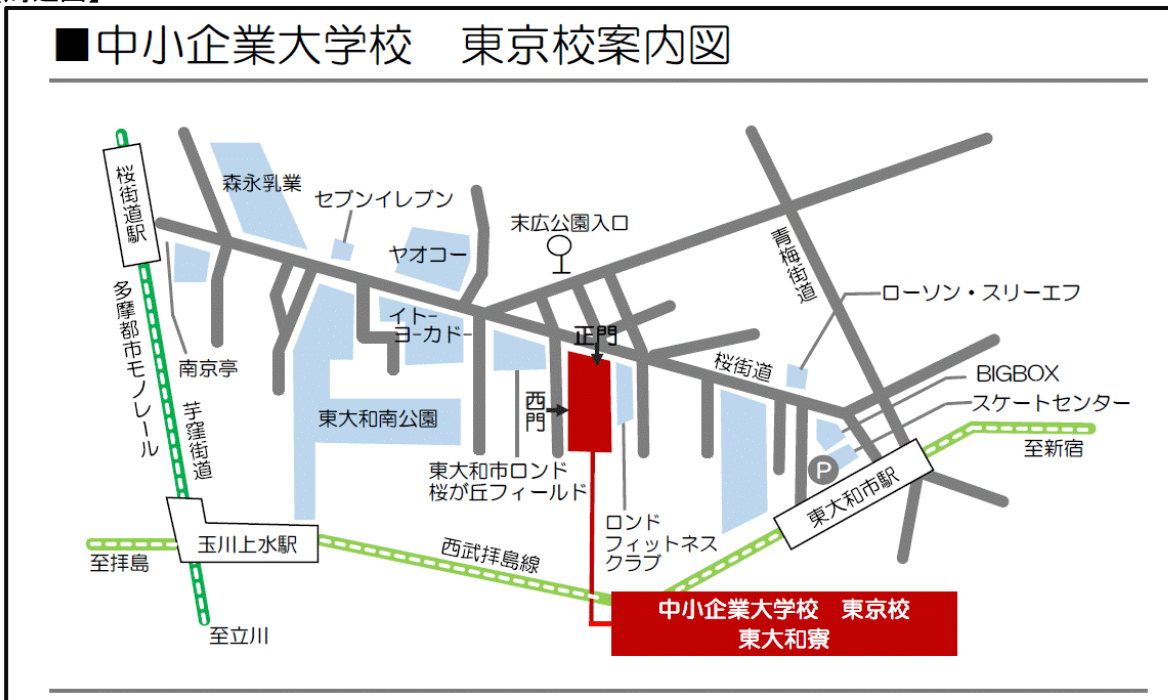 ■中小企業大学校　東京校案内図
桜街道駅
森永乳業
セブンイレブン
ヤオコー
末広公園入口
青梅街道
ローソン・スリーエフ
イトー
ヨーカドー
正門
桜街道
多摩都市モノレール
南京亭
芋窪街道
BIGBOX
スケートセンター
西門
東大和南公園
至新宿
東大和市ロンド
桜が丘フィールド
P
東大和市駅
ロンド
フィットネス
クラブ
玉川上水駅
西武拝島線
至拝島
至立川
中小企業大学校　東京校
東大和寮